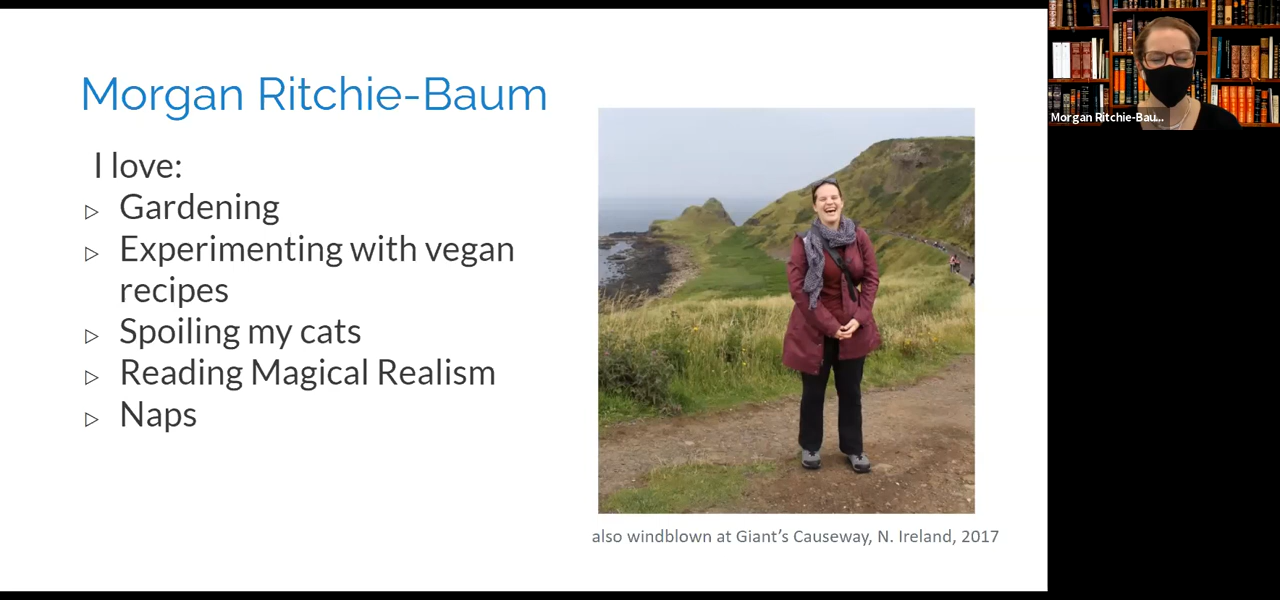 Morgan Ritchie-Baum
I love:
▷ Gardening
▷ Experimenting with vegan
recipes
▷ Spoiling my cats
▷ Reading Magical Realism
▷ Naps
also windblown at Giant’s Causeway, N. Ireland, 2017
Morgan Ritchie-Bau...